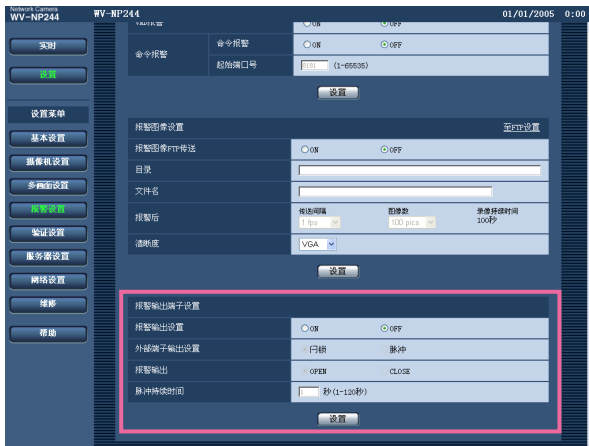 Network Camera
WV-NP244
WV-NP244
01/01/2005 0:00
实时
设置
设置菜单
基本设置
摄像机设置
多画面设置
报警设置
验证设置
服务器设置
网络设置
维修
帮助
ON OFF
命令报警
命令报警 ON OFF
起始端口号 8181 (1-65535)
设置
报警图像设置 至FTP设置
报警图像FTP传送 ON OFF
目录
文件名
报警后 传送间隔 图像数 录像持续时间
1 fps 100 pics 100秒
清晰度 VGA
设置
报警输出端子设置
报警输出设置 ON OFF
外部端子输出设置 闩锁 脉冲
报警输出 OPEN CLOSE
脉冲持续时间 1 秒(1-120秒)
设置